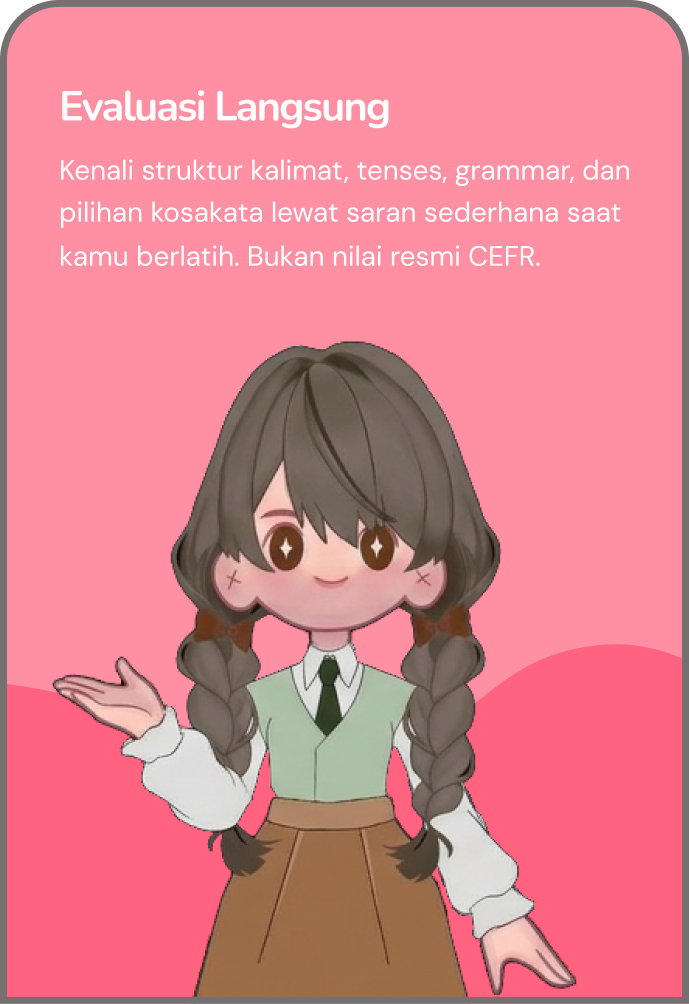 Evaluasi Langsung
Kenali struktur kalimat, tenses, grammar, dan
pilihan kosakata lewat saran sederhana saat
kamu berlatih. Bukan nilai resmi CEFR.